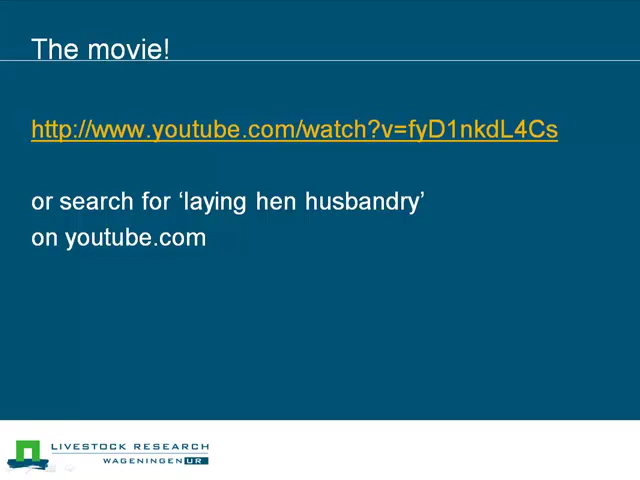 The movie!
http://www.youtube.com/watch?v=fyD1nkdL4Cs
or search for ‘laying hen husbandry’
on youtube.com
LIVESTOCK RESEARCH
WAGENINGEN UR